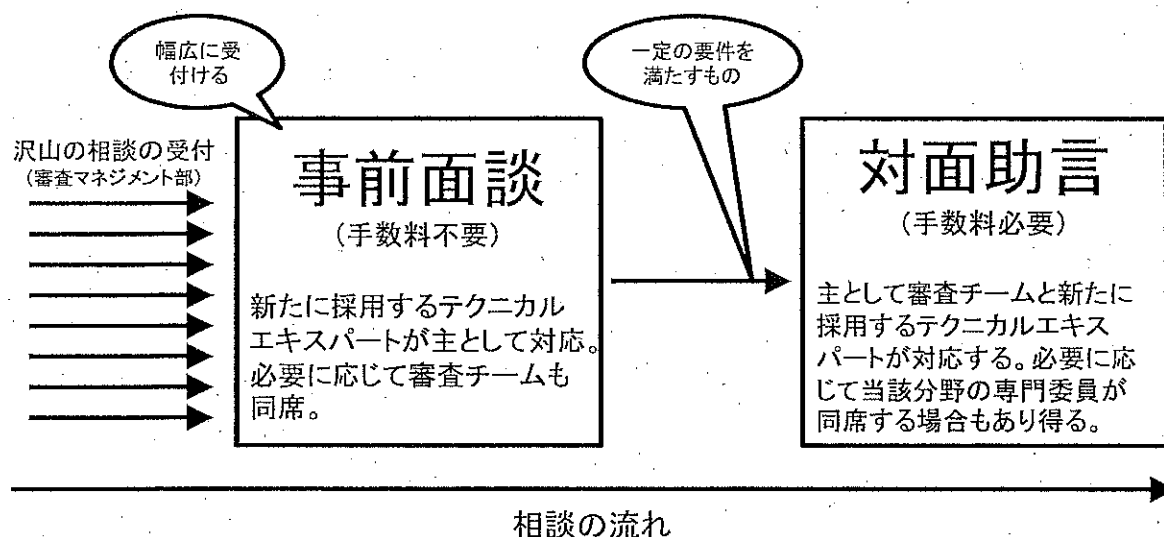 幅広に受
付ける
一定の要件を
満たすもの
沢山の相談の受付
(審査マネジメント部)
事前面談
(手数料不要)
新たに採用するテクニカル
エキスパートが主として対応。
必要に応じて審査チームも
同席。
対面助言
(手数料必要)
主として審査チームと新たに
採用するテクニカルエキス
パートが対応する。必要に応
じて当該分野の専門委員が
同席する場合もあり得る。
相談の流れ